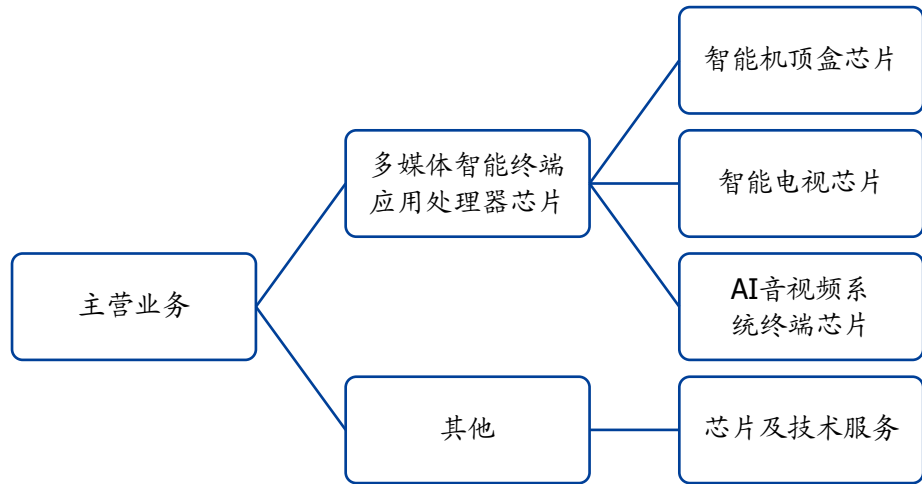 智能机顶盒芯片
多媒体智能终端
应用处理器芯片
智能电视芯片
主营业务
AI音视频系
统终端芯片
其他
芯片及技术服务